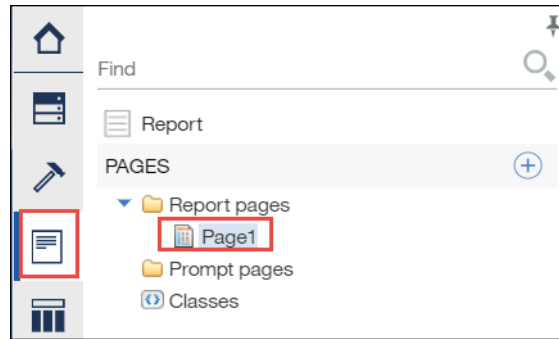 Find
Report
PAGES
Report pages
Page1
Prompt pages
Classes